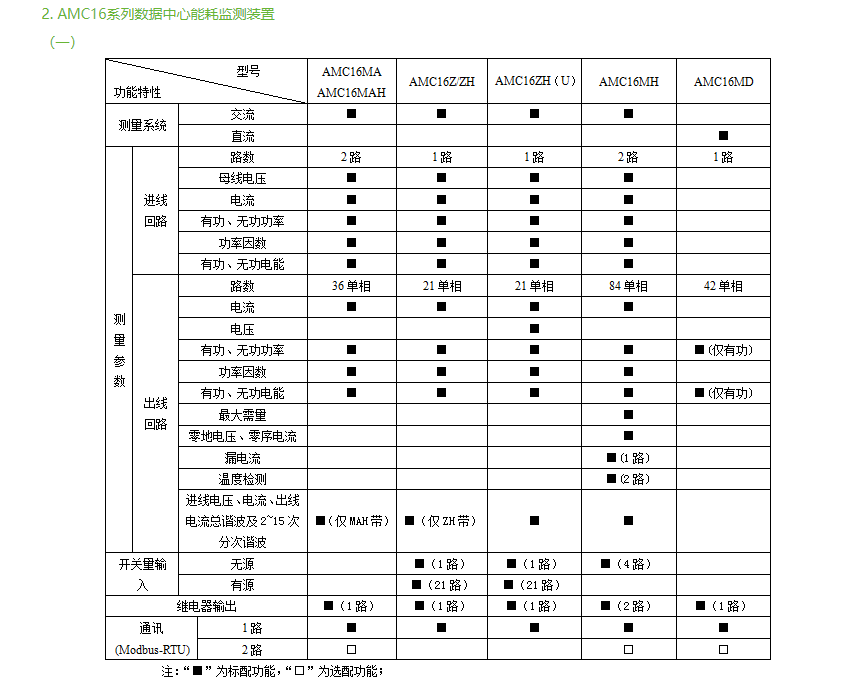 2. AMC16系列数据中心能耗监测装置
（一）
型号
功能特性
AMC16MA
AMC16MAH
AMC16Z/ZH
AMC16ZH（U）
AMC16MH
AMC16MD
测量系统
交流 ■ ■ ■ ■
直流 ■
测量参数
进线
回路
路数 2路 1路 1路 2路 1路
母线电压 ■ ■ ■ ■
电流 ■ ■ ■ ■
有功、无功功率 ■ ■ ■ ■
功率因数 ■ ■ ■ ■
有功、无功电能 ■ ■ ■ ■
出线
回路
路数 36单相 21单相 21单相 84单相 42单相
电流 ■ ■ ■ ■
电压 ■
有功、无功功率 ■ ■ ■ ■ ■(仅有功)
功率因数 ■ ■ ■ ■
有功、无功电能 ■ ■ ■ ■ ■(仅有功)
最大需量 ■
零地电压、零序电流 ■
漏电流 ■(1路)
温度检测 ■(2路)
进线电压、电流、出线
电流总谐波及2~15次
分次谐波
■(仅MAH带) ■(仅ZH带) ■ ■
开关量输
入
无源 ■(1路) ■(1路) ■(4路)
有源 ■(21路) ■(21路)
继电器输出 ■(1路) ■(1路) ■(1路) ■(2路) ■(1路)
通讯
(Modbus-RTU)
1路 ■ ■ ■ ■ ■
2路 □ □ □
注：“■”为标配功能，“□”为选配功能；